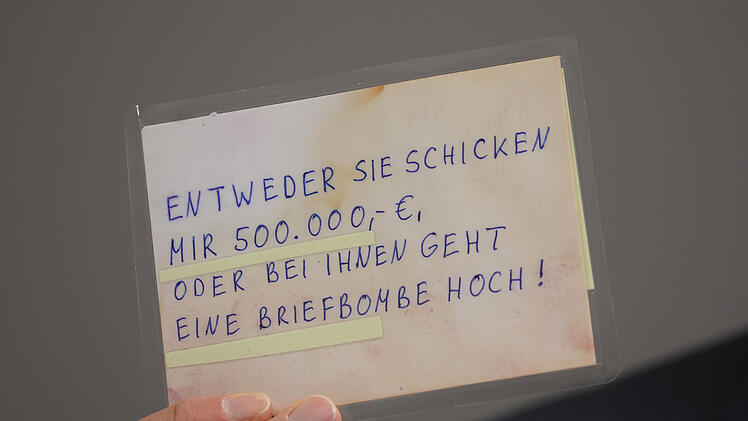 ENTWEDER SIE SCHICKEN
MIR 500.000,- €,
ODER BEI IHNEN GEHT
EINE BRIEFBOMBE HOCH!